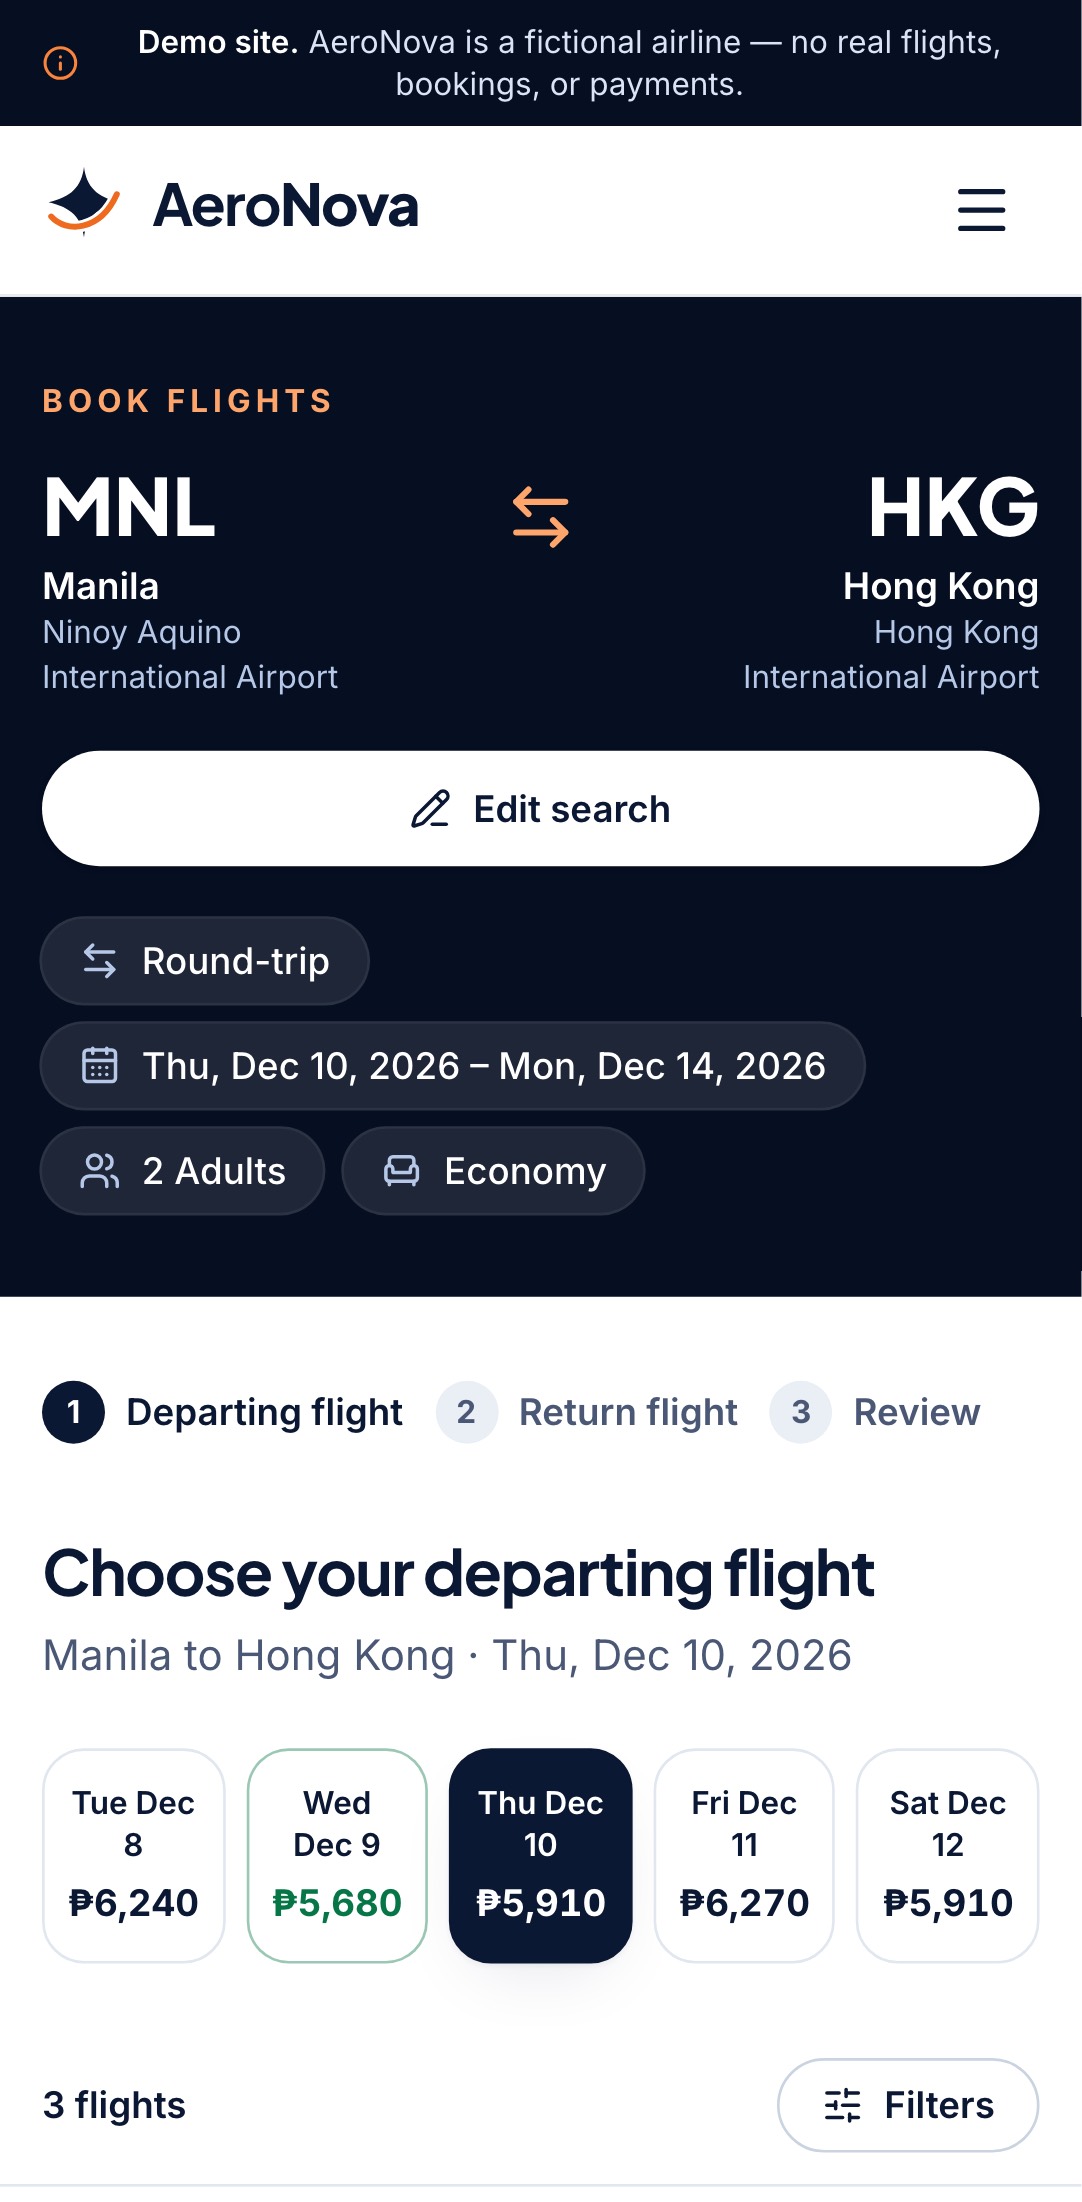 Demo site. AeroNova is a fictional airline — no real flights,
bookings, or payments.
AeroNova
BOOK FLIGHTS
MNL
HKG
Manila
Hong Kong
Ninoy Aquino
International Airport
Hong Kong
International Airport
Edit search
Round-trip
Thu, Dec 10, 2026 – Mon, Dec 14, 2026
2 Adults
Economy
1 Departing flight
2 Return flight
3 Review
Choose your departing flight
Manila to Hong Kong · Thu, Dec 10, 2026
Tue Dec
8
₱6,240
Wed
Dec 9
₱5,680
Thu Dec
10
₱5,910
Fri Dec
11
₱6,270
Sat Dec
12
₱5,910
3 flights
Filters